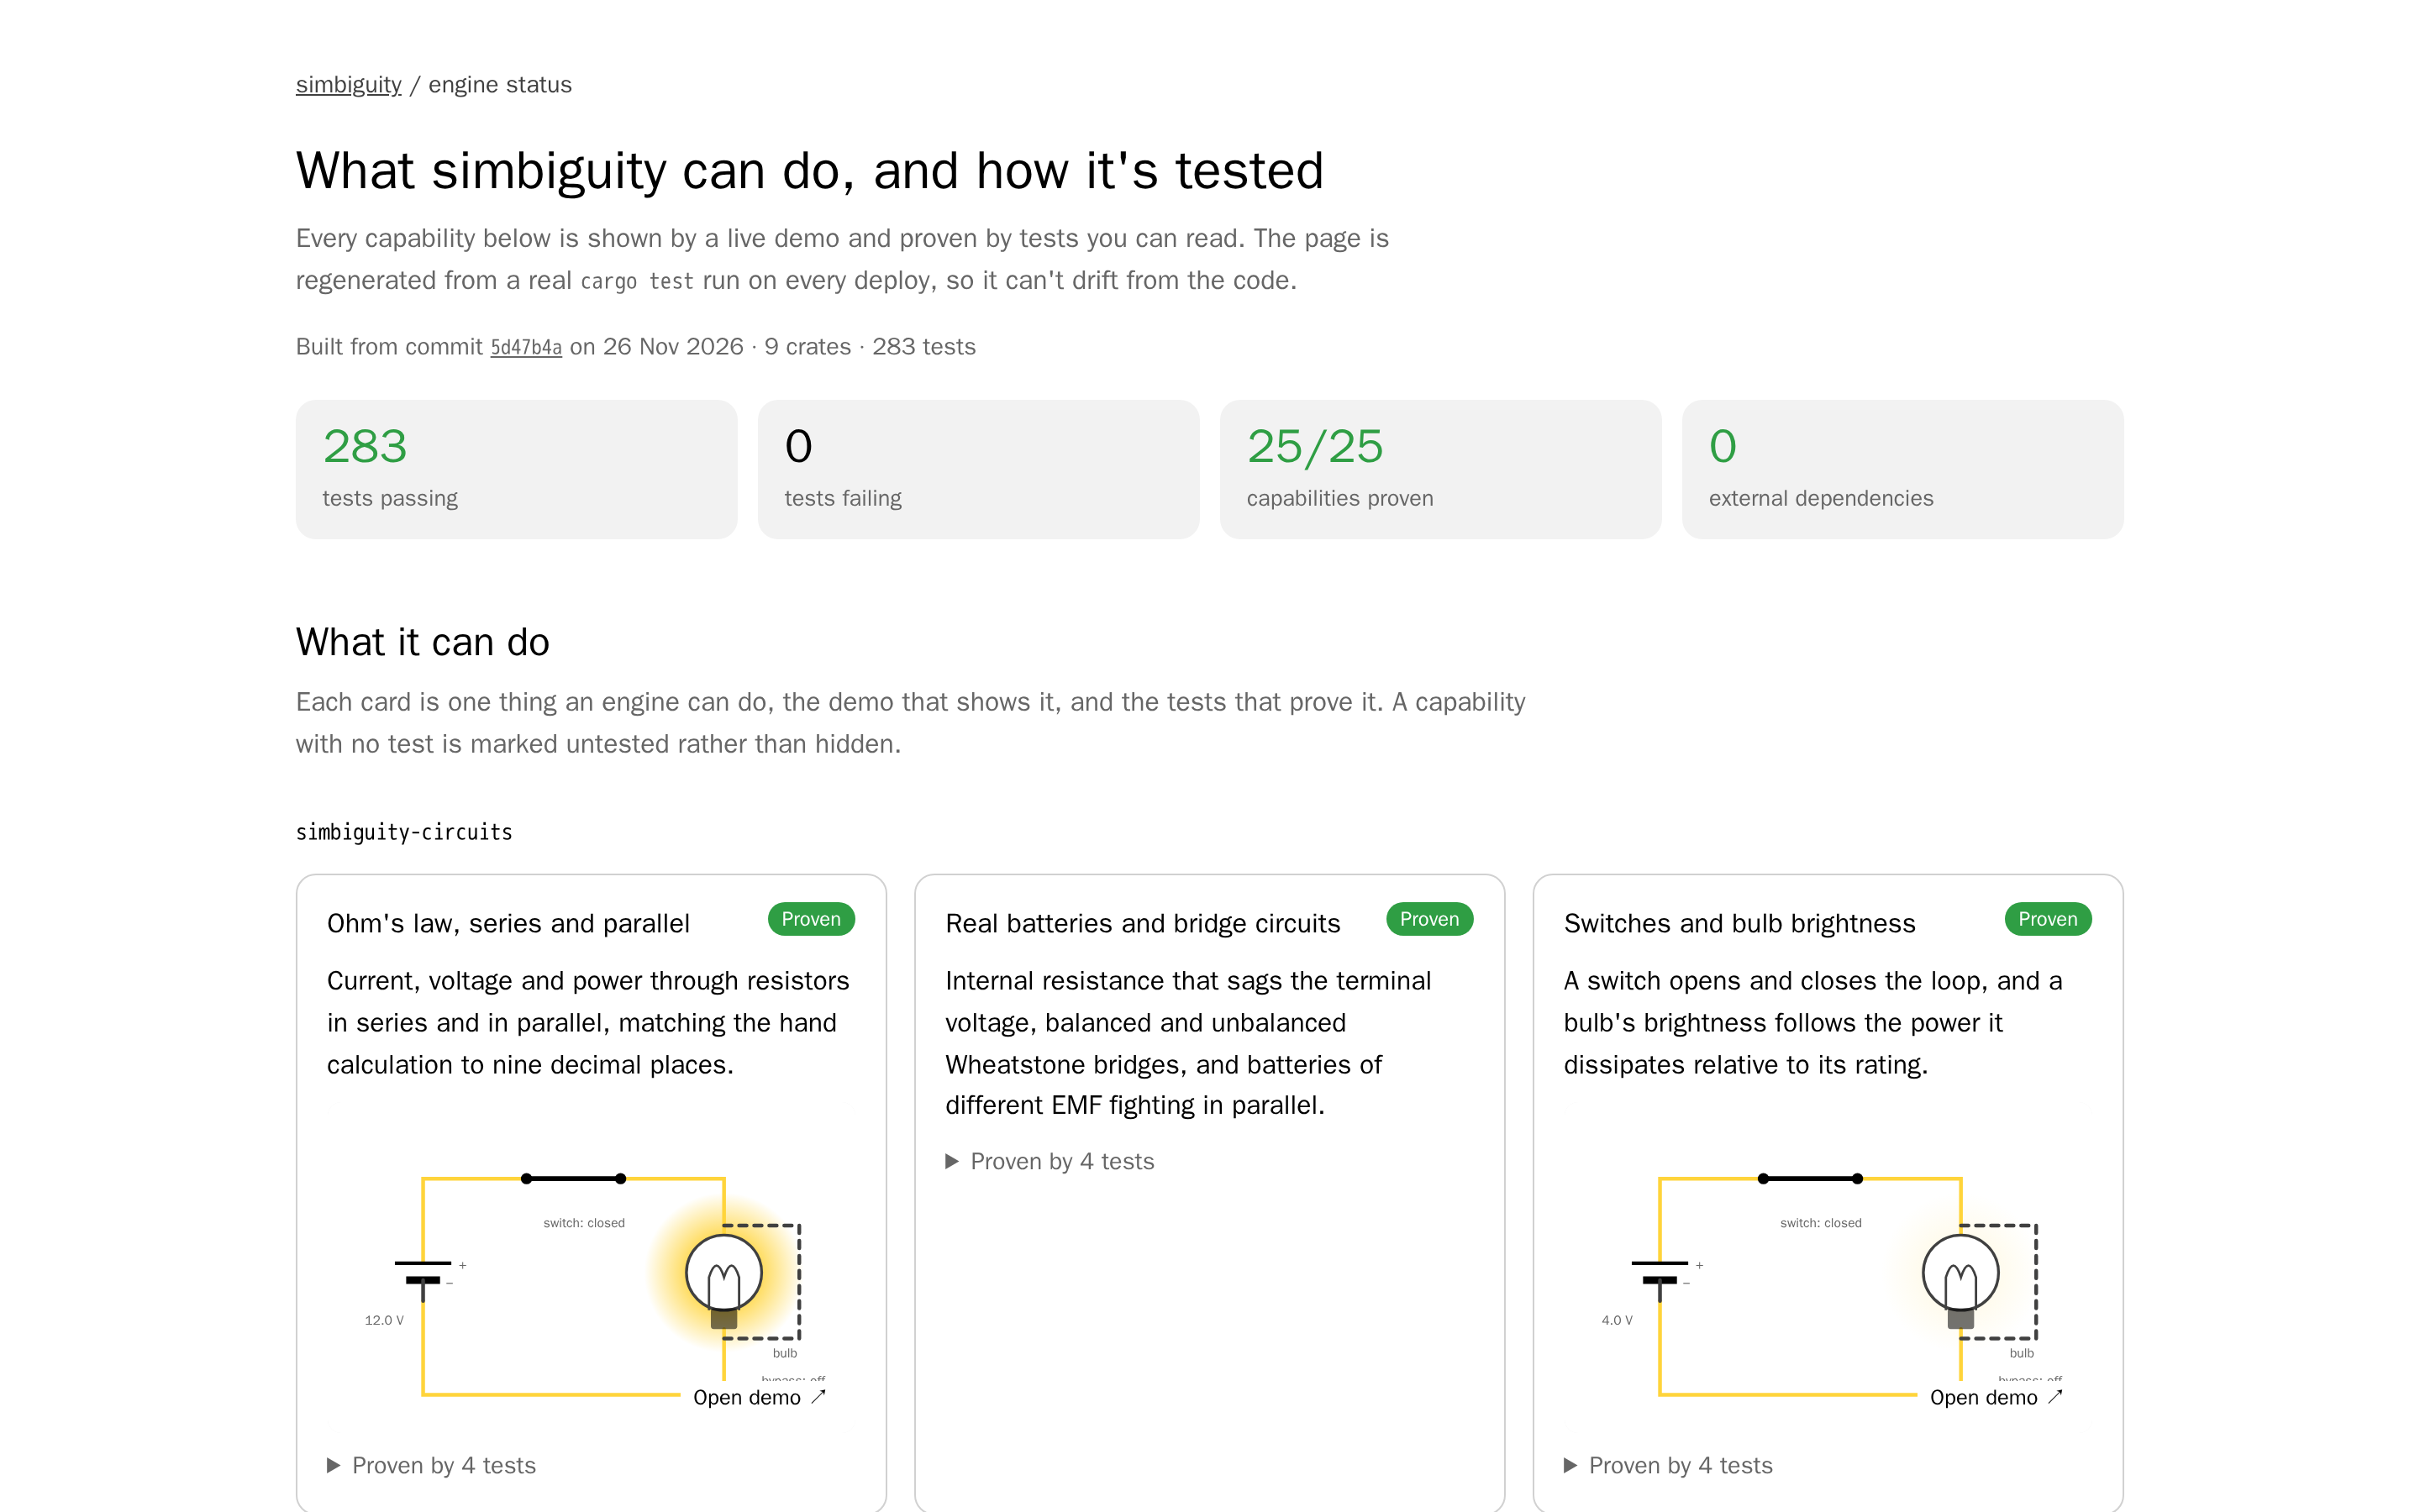 simbiguity / engine status
What simbiguity can do, and how it's tested
Every capability below is shown by a live demo and proven by tests you can read. The page is
regenerated from a real cargo test run on every deploy, so it can't drift from the code.
Built from commit 5d47b4a on 26 Nov 2026 · 9 crates · 283 tests
283
tests passing
0
tests failing
25/25
capabilities proven
0
external dependencies
What it can do
Each card is one thing an engine can do, the demo that shows it, and the tests that prove it. A capability
with no test is marked untested rather than hidden.
simbiguity-circuits
Ohm's law, series and parallel
Proven
Current, voltage and power through resistors
in series and in parallel, matching the hand
calculation to nine decimal places.
switch: closed
+
−
12.0 V
bulb
Open demo ↗
▶ Proven by 4 tests
Real batteries and bridge circuits
Proven
Internal resistance that sags the terminal
voltage, balanced and unbalanced
Wheatstone bridges, and batteries of
different EMF fighting in parallel.
▶ Proven by 4 tests
Switches and bulb brightness
Proven
A switch opens and closes the loop, and a
bulb's brightness follows the power it
dissipates relative to its rating.
switch: closed
+
−
4.0 V
bulb
Open demo ↗
▶ Proven by 4 tests